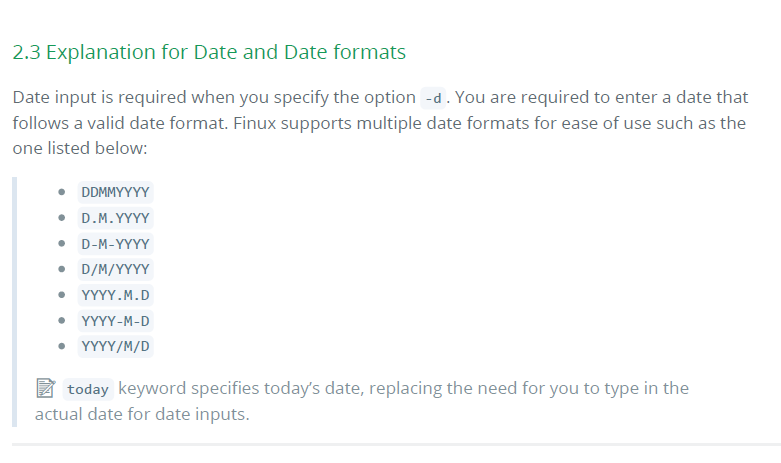 2.3 Explanation for Date and Date formats
Date input is required when you specify the option -d. You are required to enter a date that
follows a valid date format. Finux supports multiple date formats for ease of use such as the
one listed below:
• DDMMYYYY
• D.M.YYYY
• D-M-YYYY
• D/M/YYYY
• YYYY.M.D
• YYYY-M-D
• YYYY/M/D
📝 today keyword specifies today's date, replacing the need for you to type in the
actual date for date inputs.